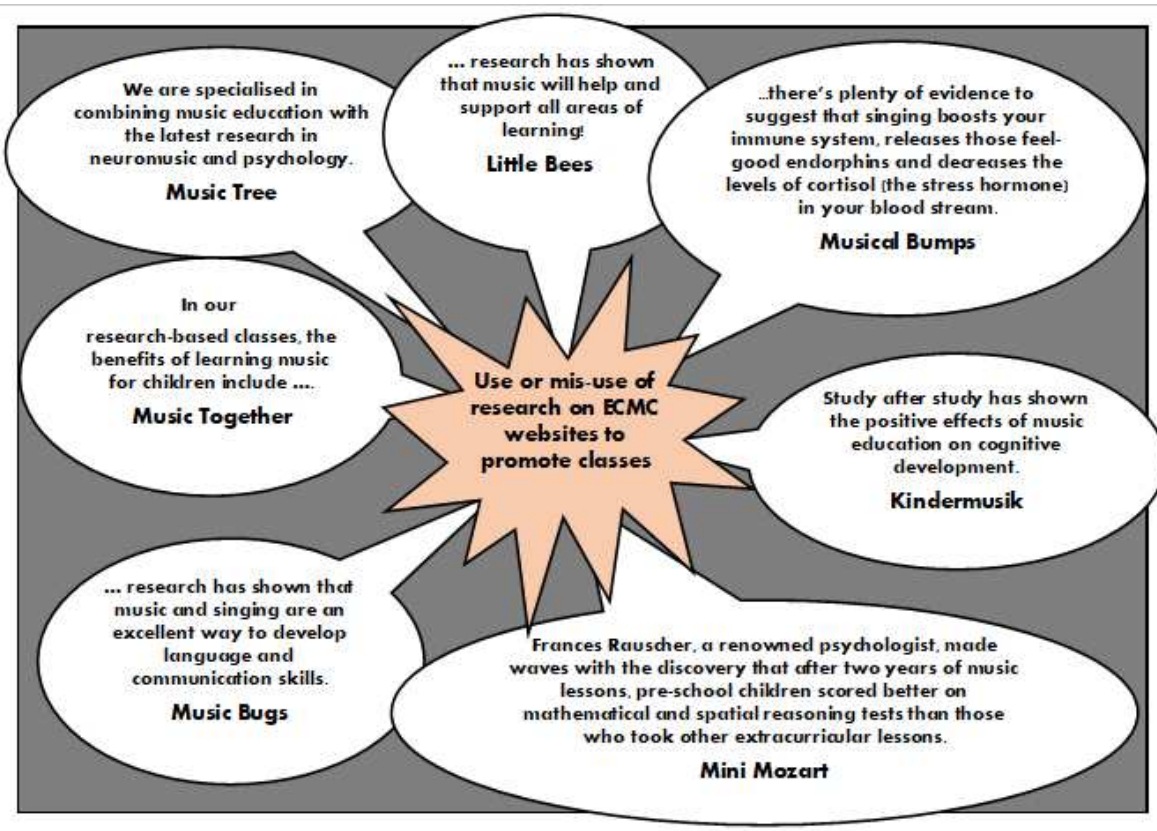 We are specialised in
combining music education with
the latest research in
neuromusic and psychology.
Music Tree
... research has shown
that music will help and
support all areas of
learning!
Little Bees
...there's plenty of evidence to
suggest that singing boosts your
immune system, releases those feel-
good endorphins and decreases the
levels of cortisol (the stress hormone)
in your blood stream.
Musical Bumps
In our
research-based classes, the
benefits of learning music
for children include ....
Music Together
Use or mis-use of
research on ECMC
websites to
promote classes
Study after study has shown
the positive effects of music
education on cognitive
development.
Kindermusik
... research has shown that
music and singing are an
excellent way to develop
language and
communication skills.
Music Bugs
Frances Rauscher, a renowned psychologist, made
waves with the discovery that after two years of music
lessons, pre-school children scored better on
mathematical and spatial reasoning tests than those
who took other extracurricular lessons.
Mini Mozart